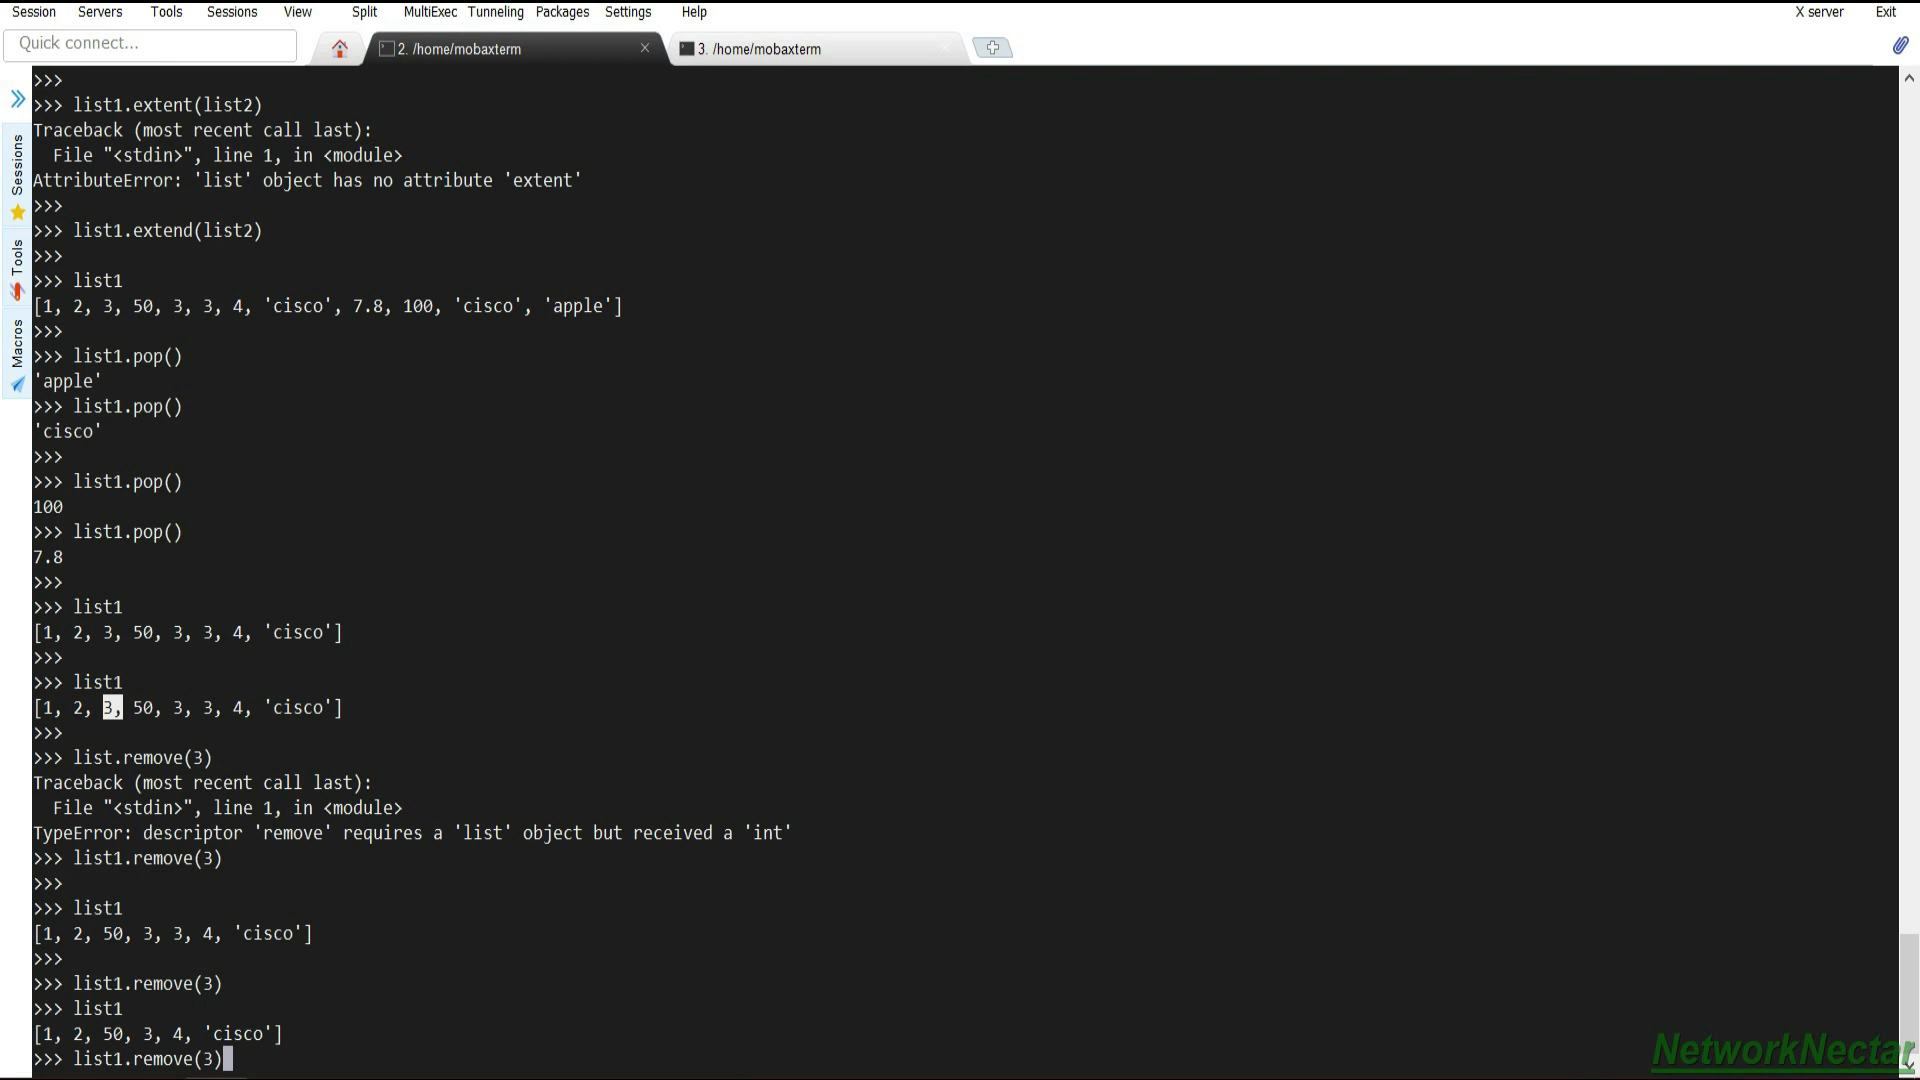 Session Servers Tools Sessions View Split MultiExec Tunneling Packages Settings Help X server Exit
Quick connect... 2. /home/mobaxterm 3. /home/mobaxterm
Sessions
Tools
Macros
>>>
>>> list1.extent(list2)
Traceback (most recent call last):
  File "<stdin>", line 1, in <module>
AttributeError: 'list' object has no attribute 'extent'
>>>
>>> list1.extend(list2)
>>>
>>> list1
[1, 2, 3, 50, 3, 3, 4, 'cisco', 7.8, 100, 'cisco', 'apple']
>>>
>>> list1.pop()
'apple'
>>> list1.pop()
'cisco'
>>>
>>> list1.pop()
100
>>> list1.pop()
7.8
>>>
>>> list1
[1, 2, 3, 50, 3, 3, 4, 'cisco']
>>>
>>> list1
[1, 2, 3, 50, 3, 3, 4, 'cisco']
>>>
>>> list.remove(3)
Traceback (most recent call last):
  File "<stdin>", line 1, in <module>
TypeError: descriptor 'remove' requires a 'list' object but received a 'int'
>>> list1.remove(3)
>>>
>>> list1
[1, 2, 50, 3, 3, 4, 'cisco']
>>>
>>> list1.remove(3)
>>> list1
[1, 2, 50, 3, 4, 'cisco']
>>> list1.remove(3)
NetworkNectar